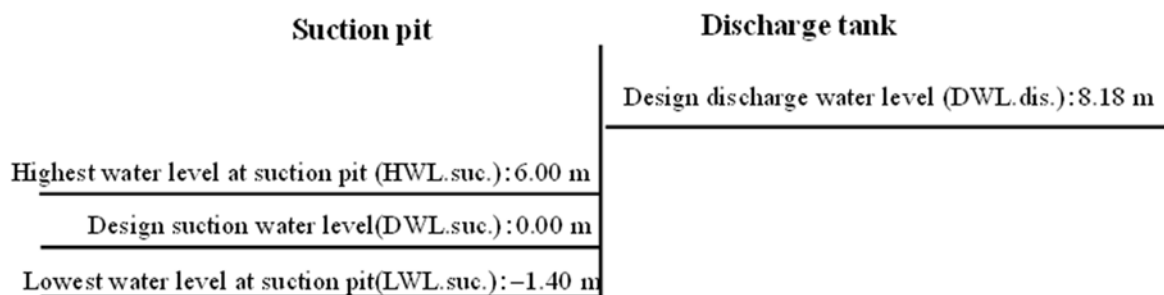 Suction pit
Discharge tank
Design discharge water level (DWL.dis.):8.18 m
Highest water level at suction pit (HWL.suc.):6.00 m
Design suction water level(DWL.suc.):0.00 m
Lowest water level at suction pit(LWL.suc.):−1.40 m